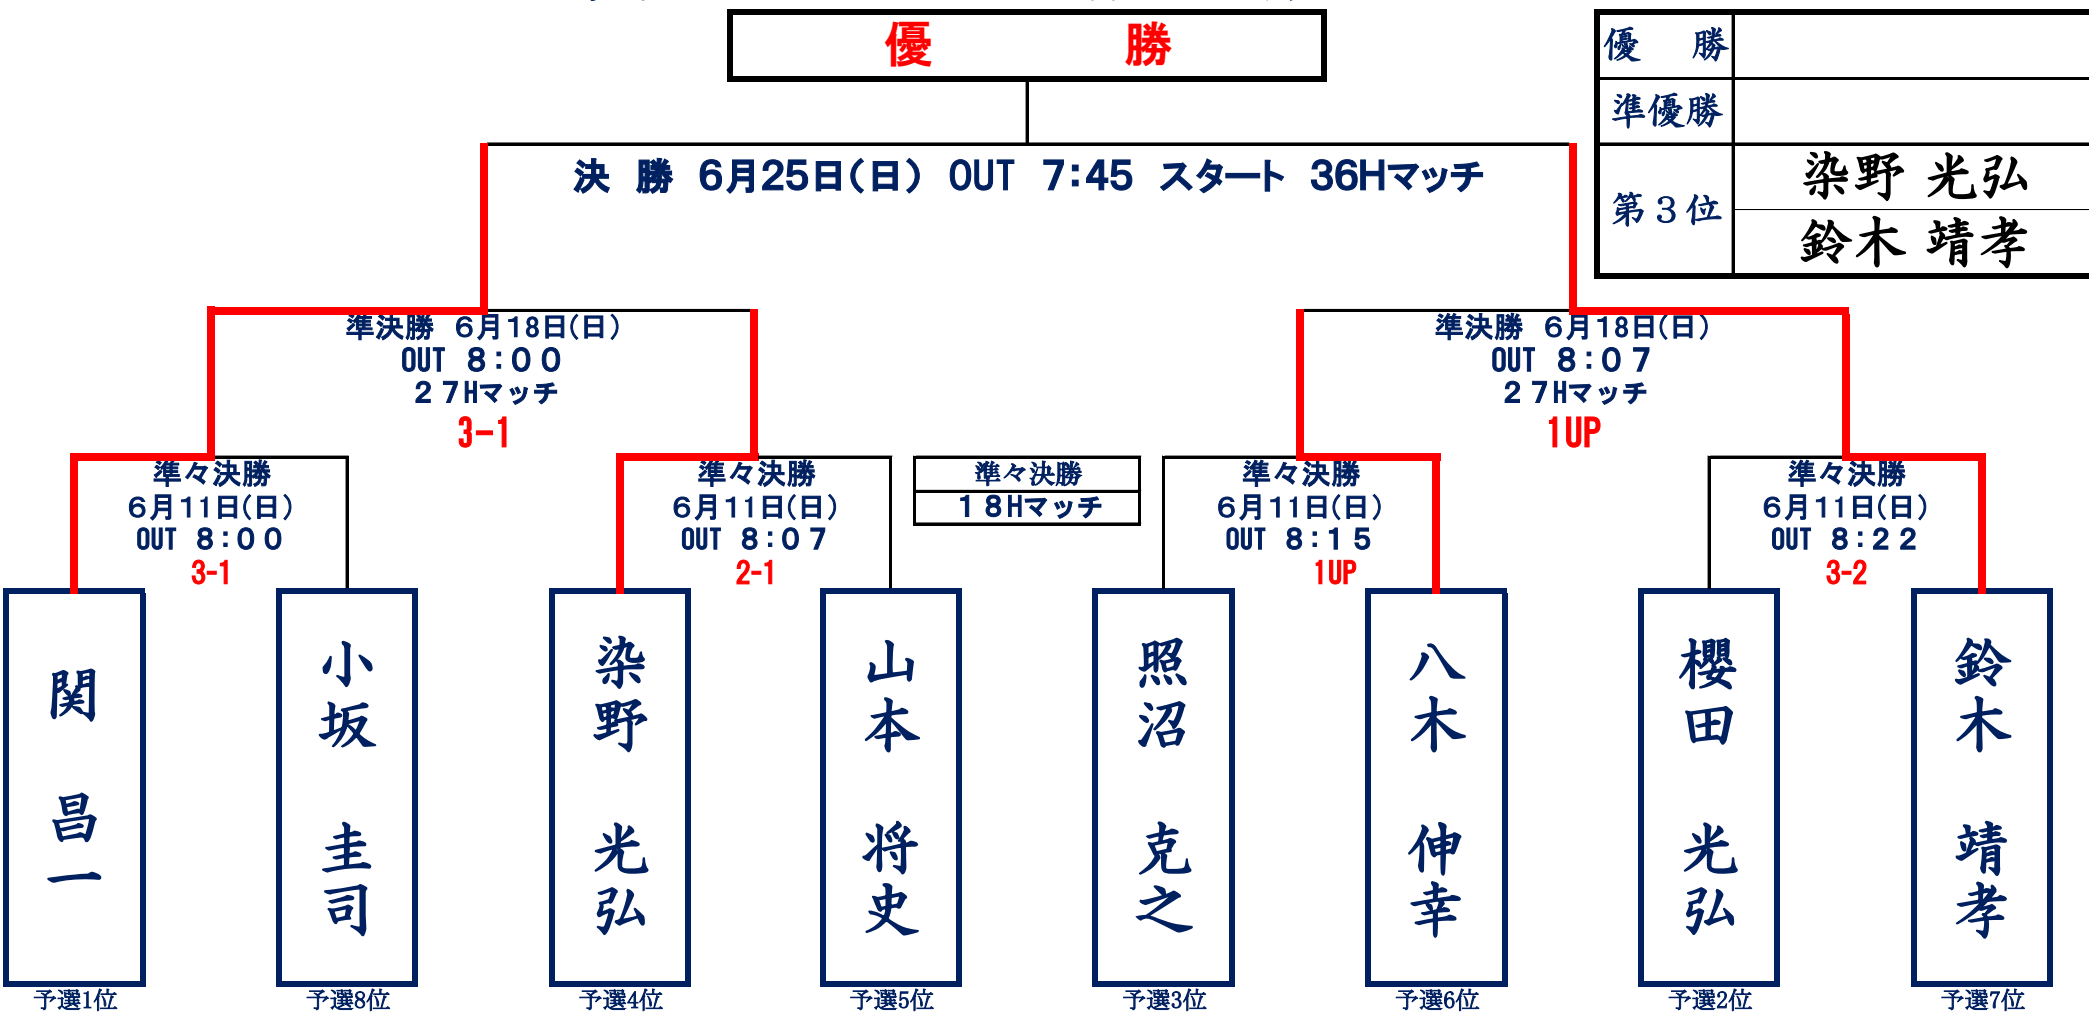 優 勝
優 勝
準優勝
第３位
染野 光弘
鈴木 靖孝
決 勝 6月25日(日) OUT 7:45 スタート 36Hマッチ
準決勝 6月18日(日)
OUT 8:00
27Hマッチ
3-1
準決勝 6月18日(日)
OUT 8:07
27Hマッチ
1UP
準々決勝
6月11日(日)
OUT 8:00
3-1
準々決勝
6月11日(日)
OUT 8:07
2-1
準々決勝
18Hマッチ
準々決勝
6月11日(日)
OUT 8:15
1UP
準々決勝
6月11日(日)
OUT 8:22
3-2
関 昌一
小坂 圭司
染野 光弘
山本 将史
照沼 克之
八木 伸幸
櫻田 光弘
鈴木 靖孝
予選1位
予選8位
予選4位
予選5位
予選3位
予選6位
予選2位
予選7位